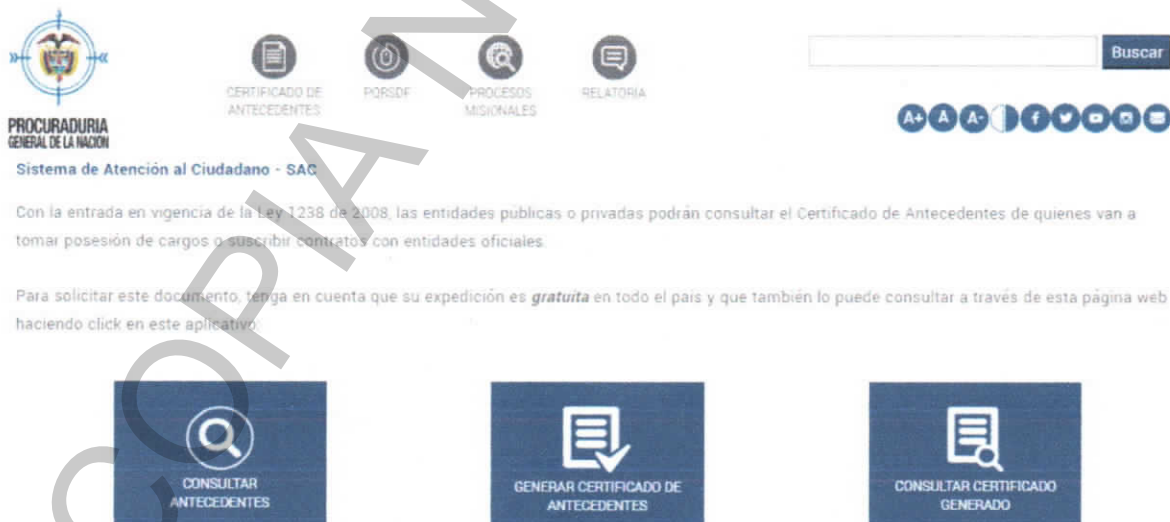 PROCURADURIA
GENERAL DE LA NACION
CERTIFICADO DE
ANTECEDENTES
PQRSDF
PROCESOS
MISIONALES
RELATORIA
Buscar
A+ A A-
Sistema de Atención al Ciudadano - SAC
Con la entrada en vigencia de la Ley 1238 de 2008, las entidades públicas o privadas podrán consultar el Certificado de Antecedentes de quienes van a
tomar posesión de cargos o suscribir contratos con entidades oficiales.
Para solicitar este documento, tenga en cuenta que su expedición es gratuita en todo el país y que también lo puede consultar a través de esta página web
haciendo click en este aplicativo:
CONSULTAR
ANTECEDENTES
GENERAR CERTIFICADO DE
ANTECEDENTES
CONSULTAR CERTIFICADO
GENERADO
COPIA N